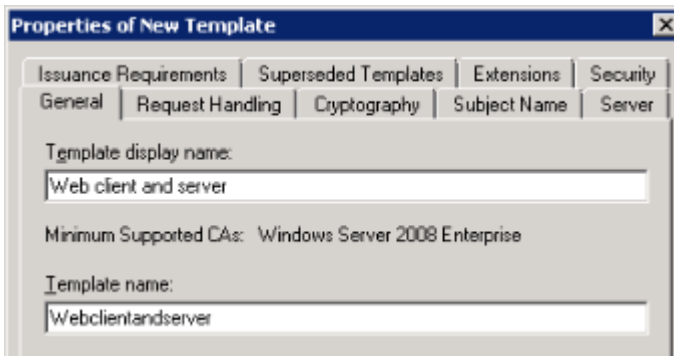 Properties of New Template
Issuance Requirements Superseded Templates Extensions Security
General Request Handling Cryptography Subject Name Server
Template display name:
Web client and server
Minimum Supported CAs: Windows Server 2008 Enterprise
Template name:
Webclientandserver